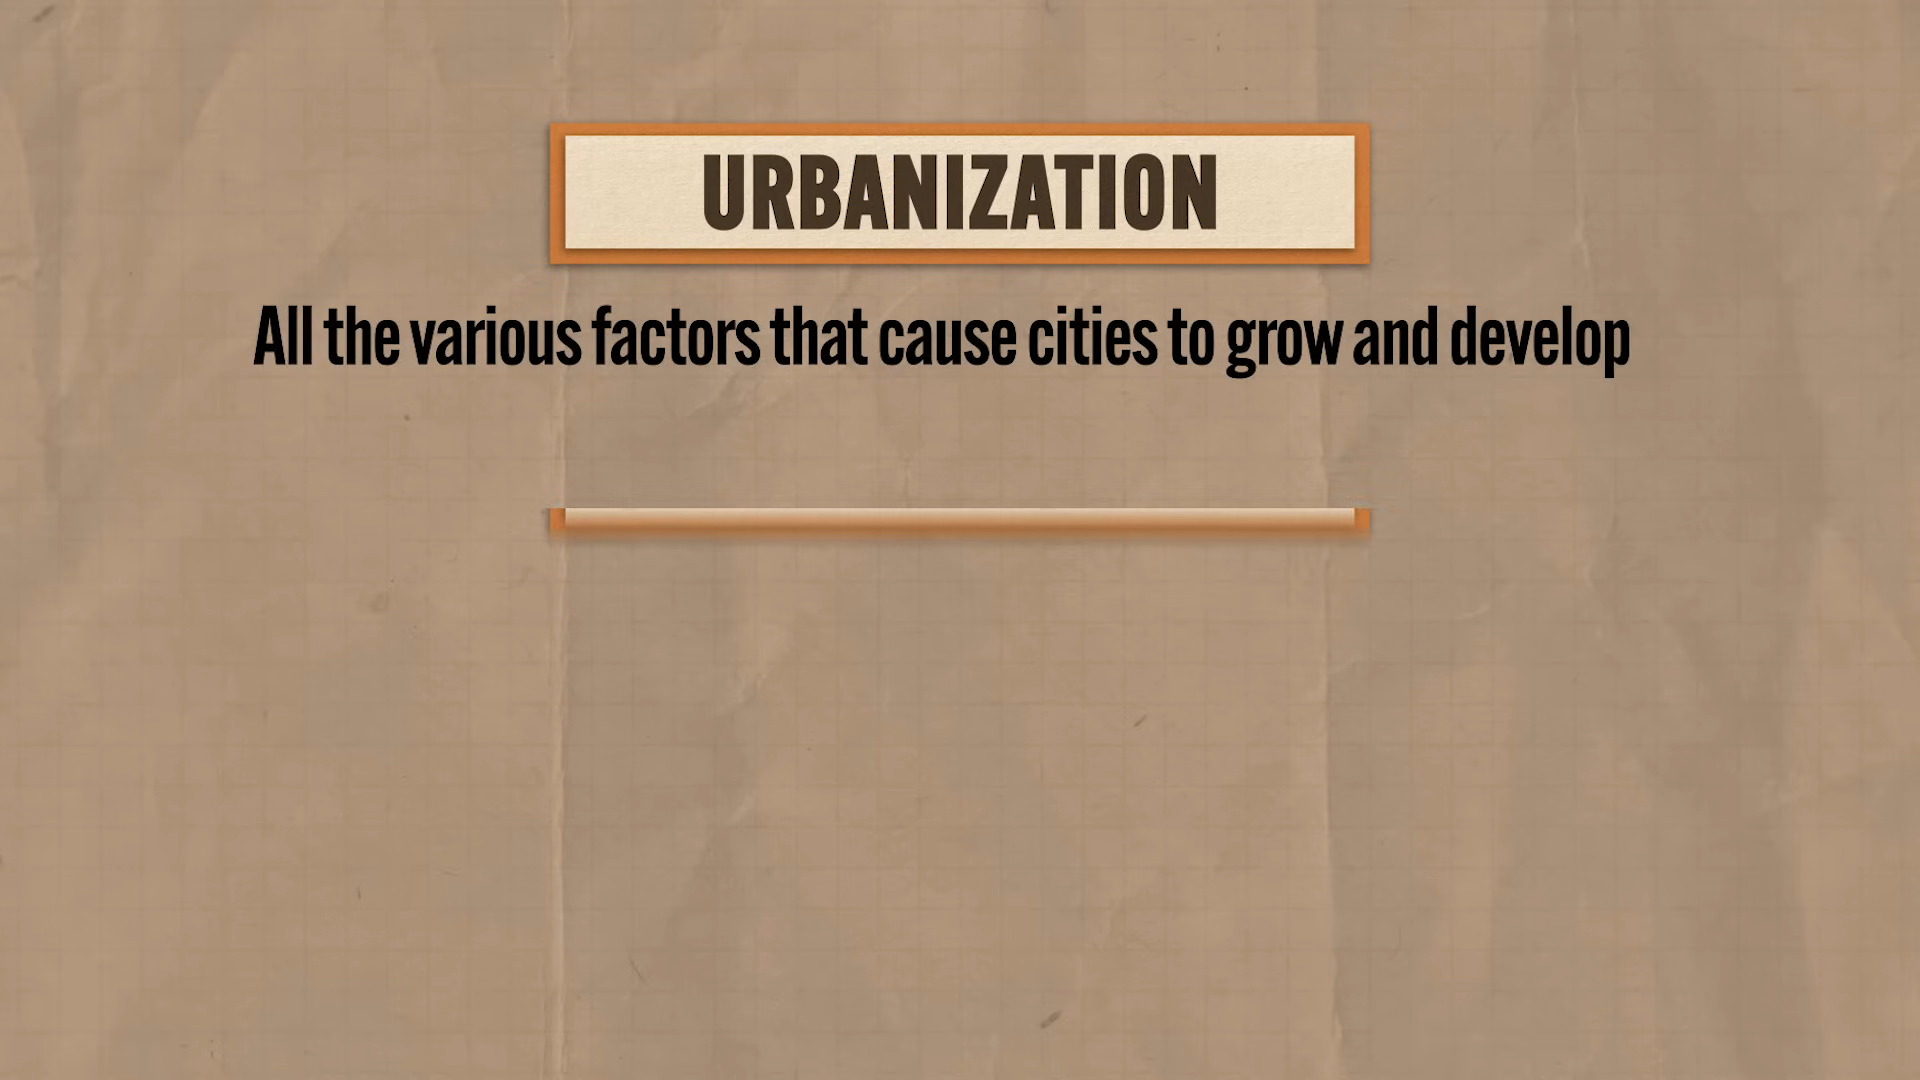 URBANIZATION
All the various factors that cause cities to grow and develop